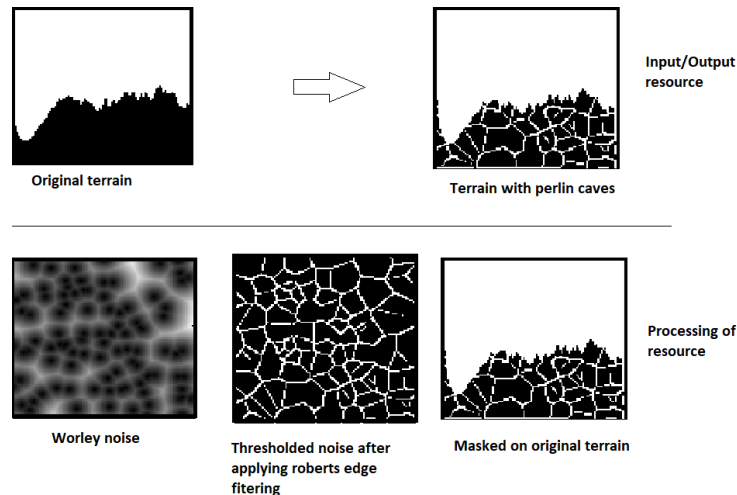 Input/Output
resource
Original terrain
Terrain with perlin caves
Processing of
resource
Worley noise
Thresholded noise after
applying roberts edge
fitering
Masked on original terrain